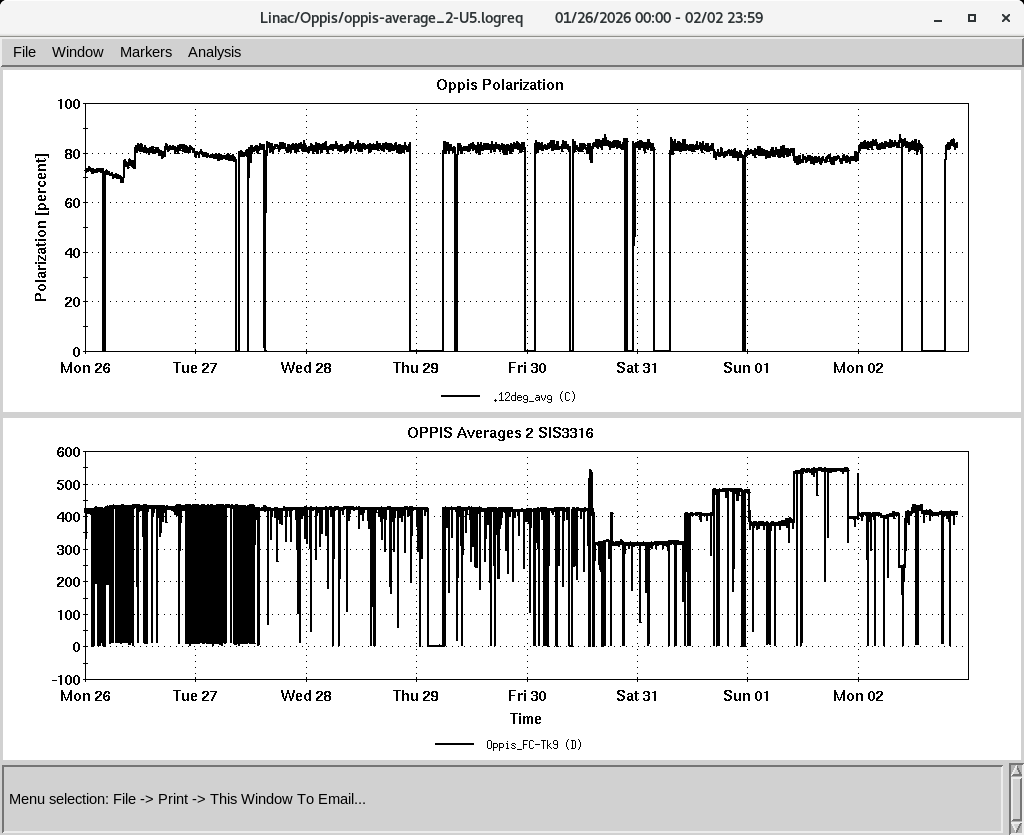 Linac/Oppis/oppis-average_2-U5.logreq 01/26/2026 00:00 - 02/02 23:59
File Window Markers Analysis
Oppis Polarization
Polarization [percent]
100
80
60
40
20
0
Mon 26 Tue 27 Wed 28 Thu 29 Fri 30 Sat 31 Sun 01 Mon 02
.12deg_avg (C)
OPPIS Averages 2 SIS3316
600
500
400
300
200
100
0
-100
Mon 26 Tue 27 Wed 28 Thu 29 Fri 30 Sat 31 Sun 01 Mon 02
Time
Oppis_FC-Tk9 (D)
Menu selection: File -> Print -> This Window To Email...